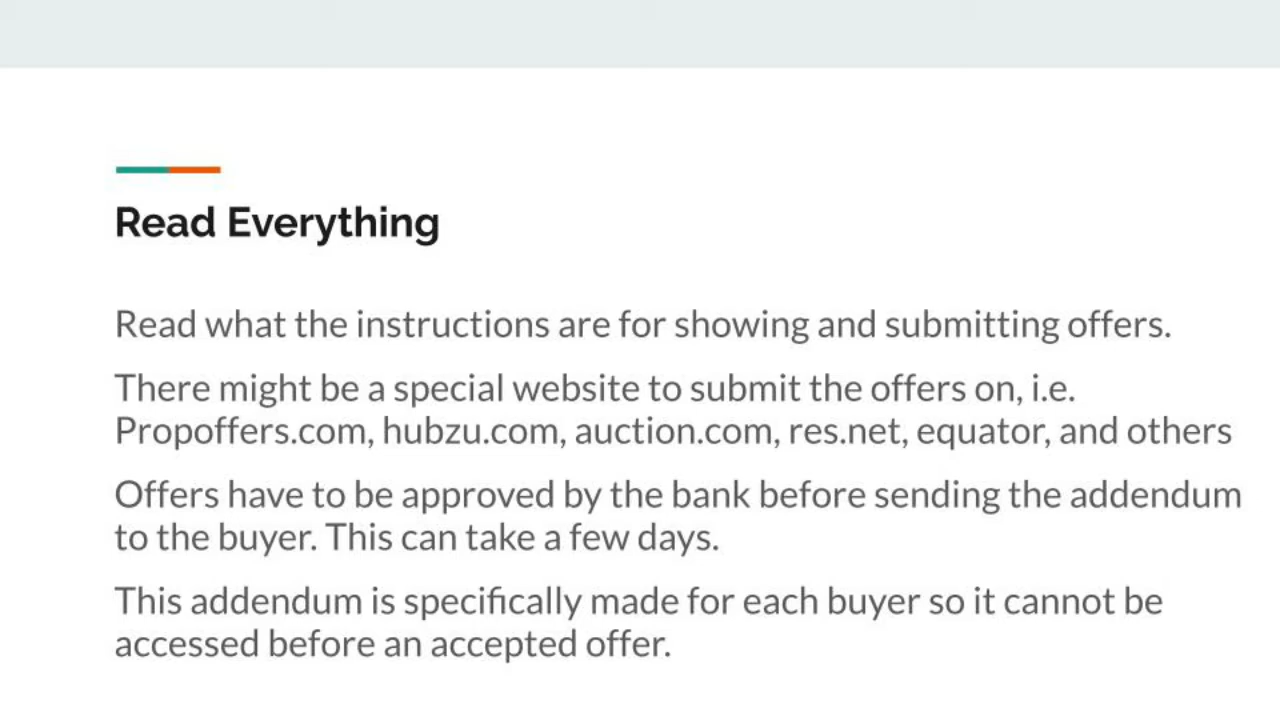 Read Everything
Read what the instructions are for showing and submitting offers.
There might be a special website to submit the offers on, i.e.
Propoffers.com, hubzu.com, auction.com, res.net, equator, and others
Offers have to be approved by the bank before sending the addendum
to the buyer. This can take a few days.
This addendum is specifically made for each buyer so it cannot be
accessed before an accepted offer.